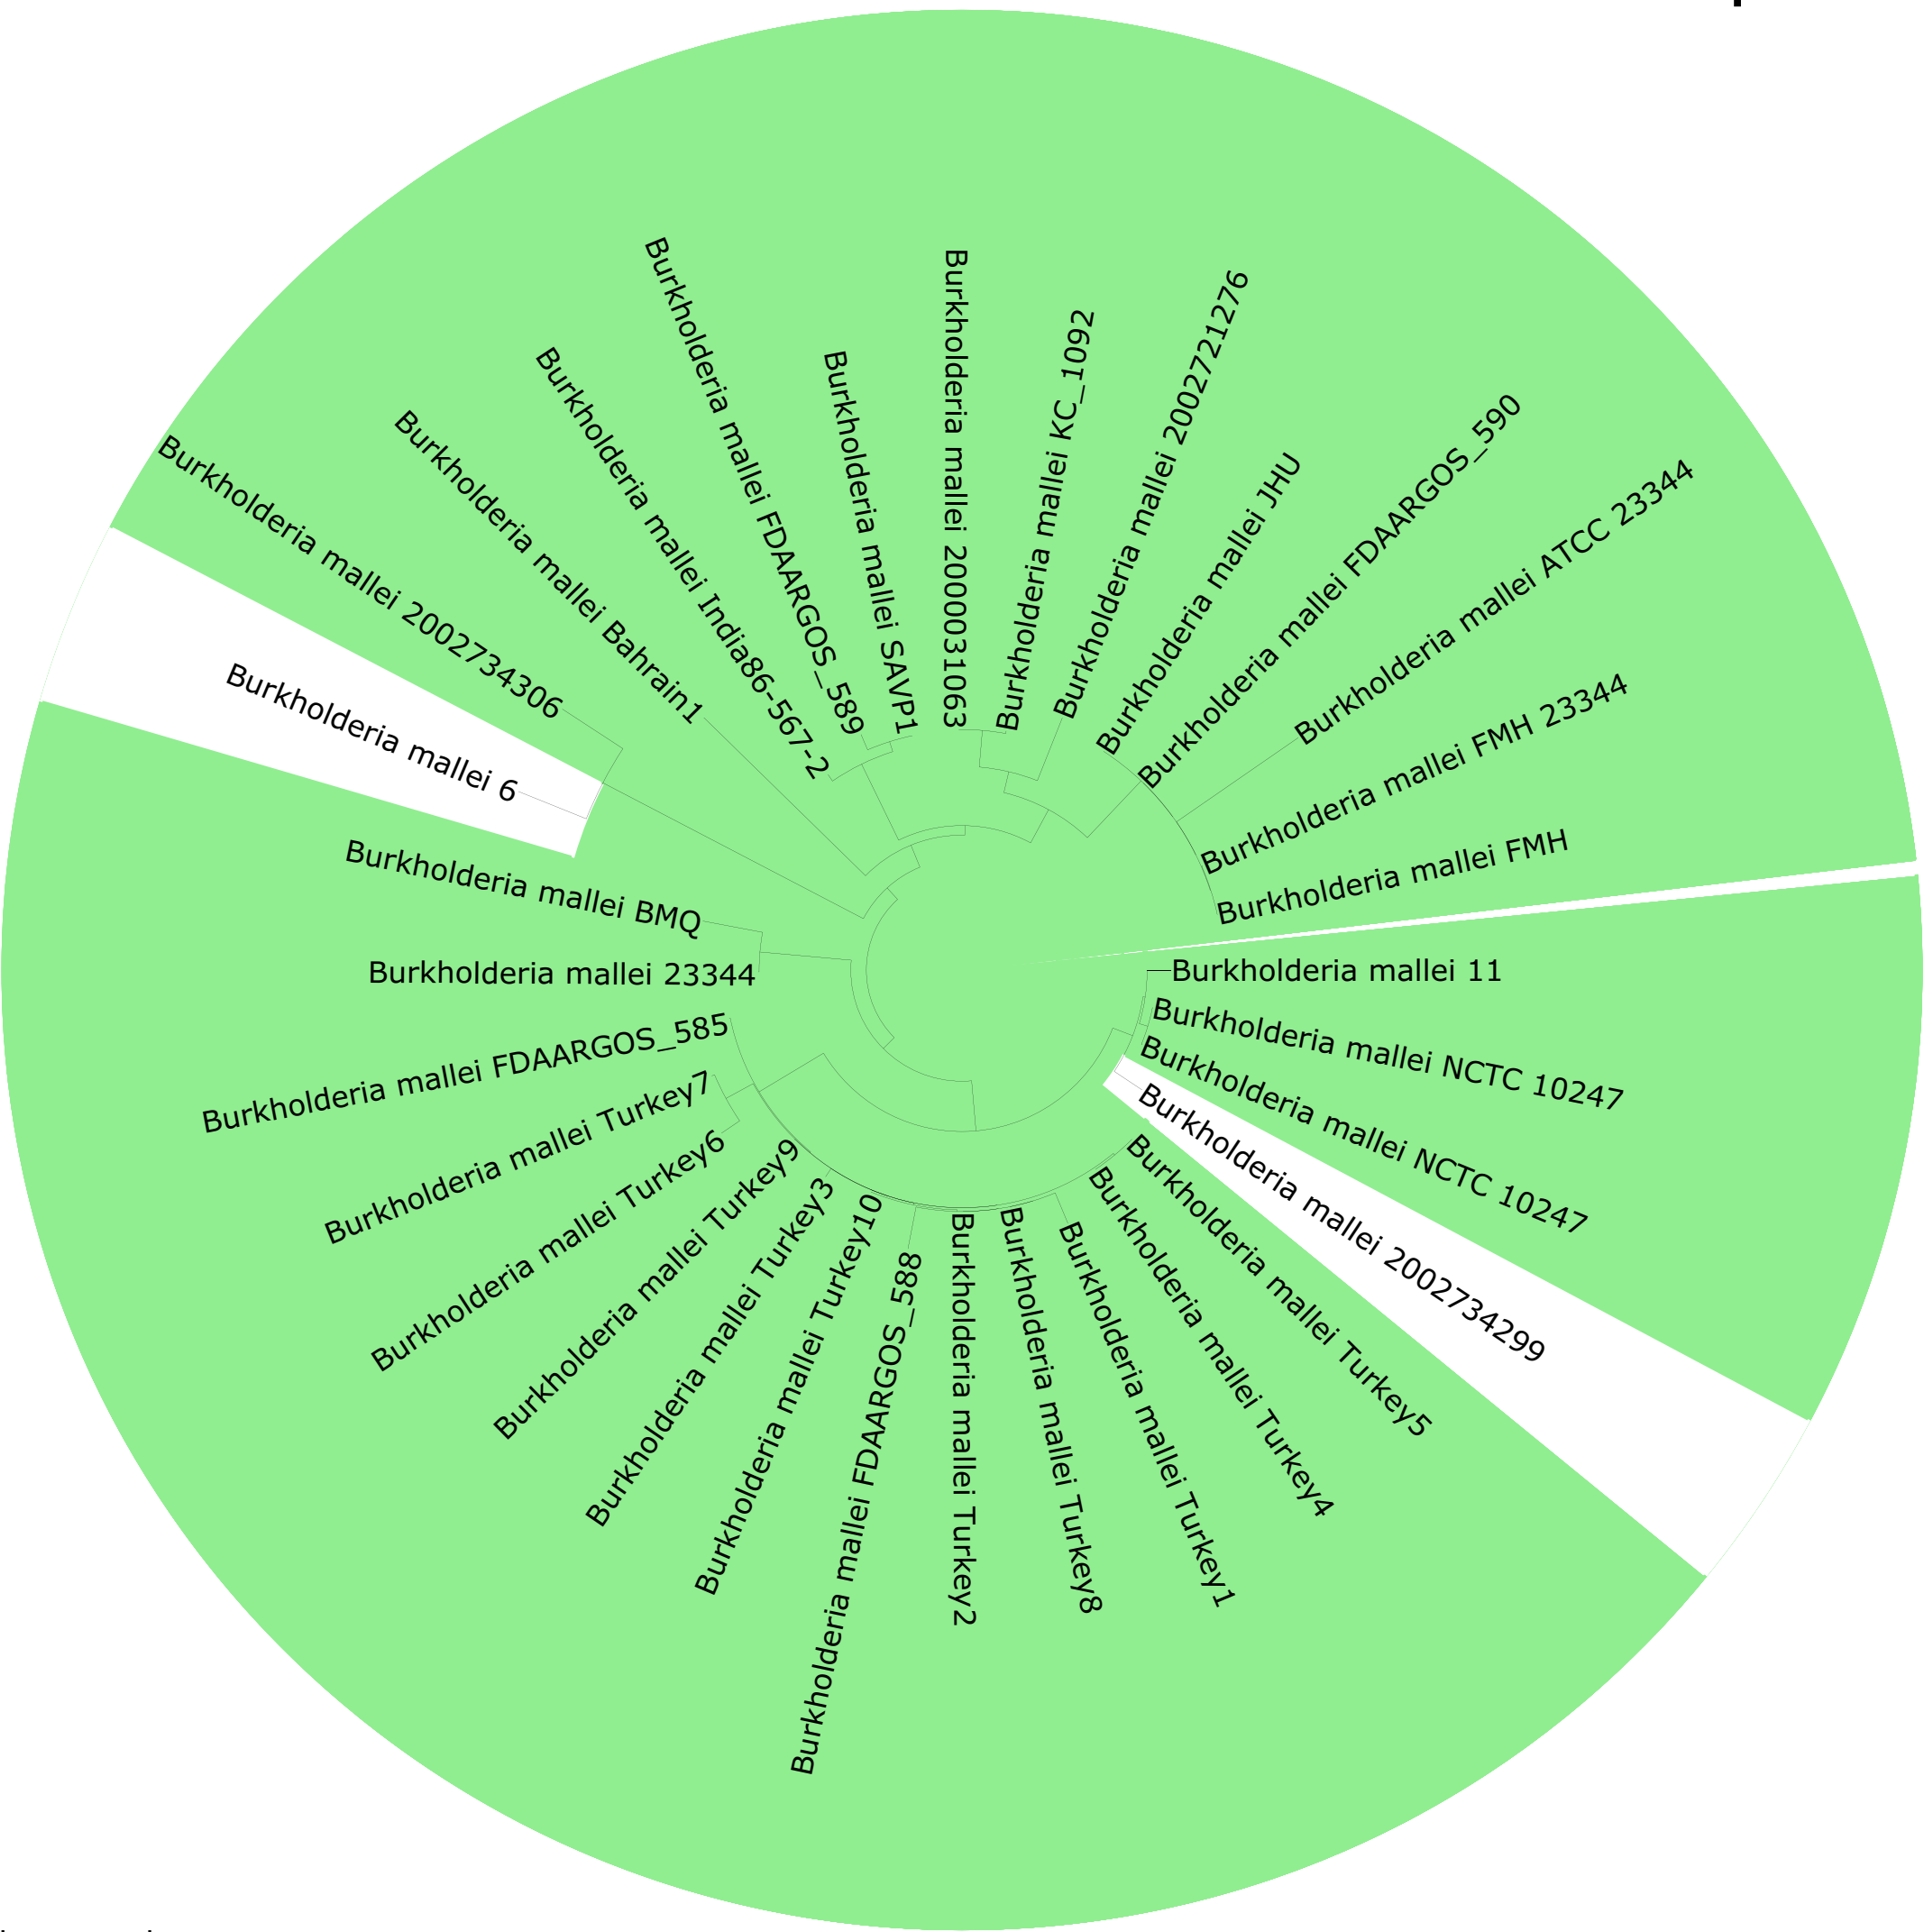 Burkholderia mallei 2000031063
Burkholderia mallei KC_1092
Burkholderia mallei 2002721276
Burkholderia mallei JHU
Burkholderia mallei FDAARGOS_590
Burkholderia mallei ATCC 23344
Burkholderia mallei FMH 23344
Burkholderia mallei FMH
Burkholderia mallei 11
Burkholderia mallei NCTC 10247
Burkholderia mallei NCTC 10247
Burkholderia mallei 2002734299
Burkholderia mallei Turkey5
Burkholderia mallei Turkey4
Burkholderia mallei Turkey1
Burkholderia mallei Turkey8
Burkholderia mallei Turkey2
Burkholderia mallei FDAARGOS_588
Burkholderia mallei Turkey10
Burkholderia mallei Turkey3
Burkholderia mallei Turkey9
Burkholderia mallei Turkey6
Burkholderia mallei Turkey7
Burkholderia mallei FDAARGOS_585
Burkholderia mallei 23344
Burkholderia mallei BMQ
Burkholderia mallei 6
Burkholderia mallei 2002734306
Burkholderia mallei Bahrain1
Burkholderia mallei India86-567-2
Burkholderia mallei FDAARGOS_589
Burkholderia mallei SAVP1